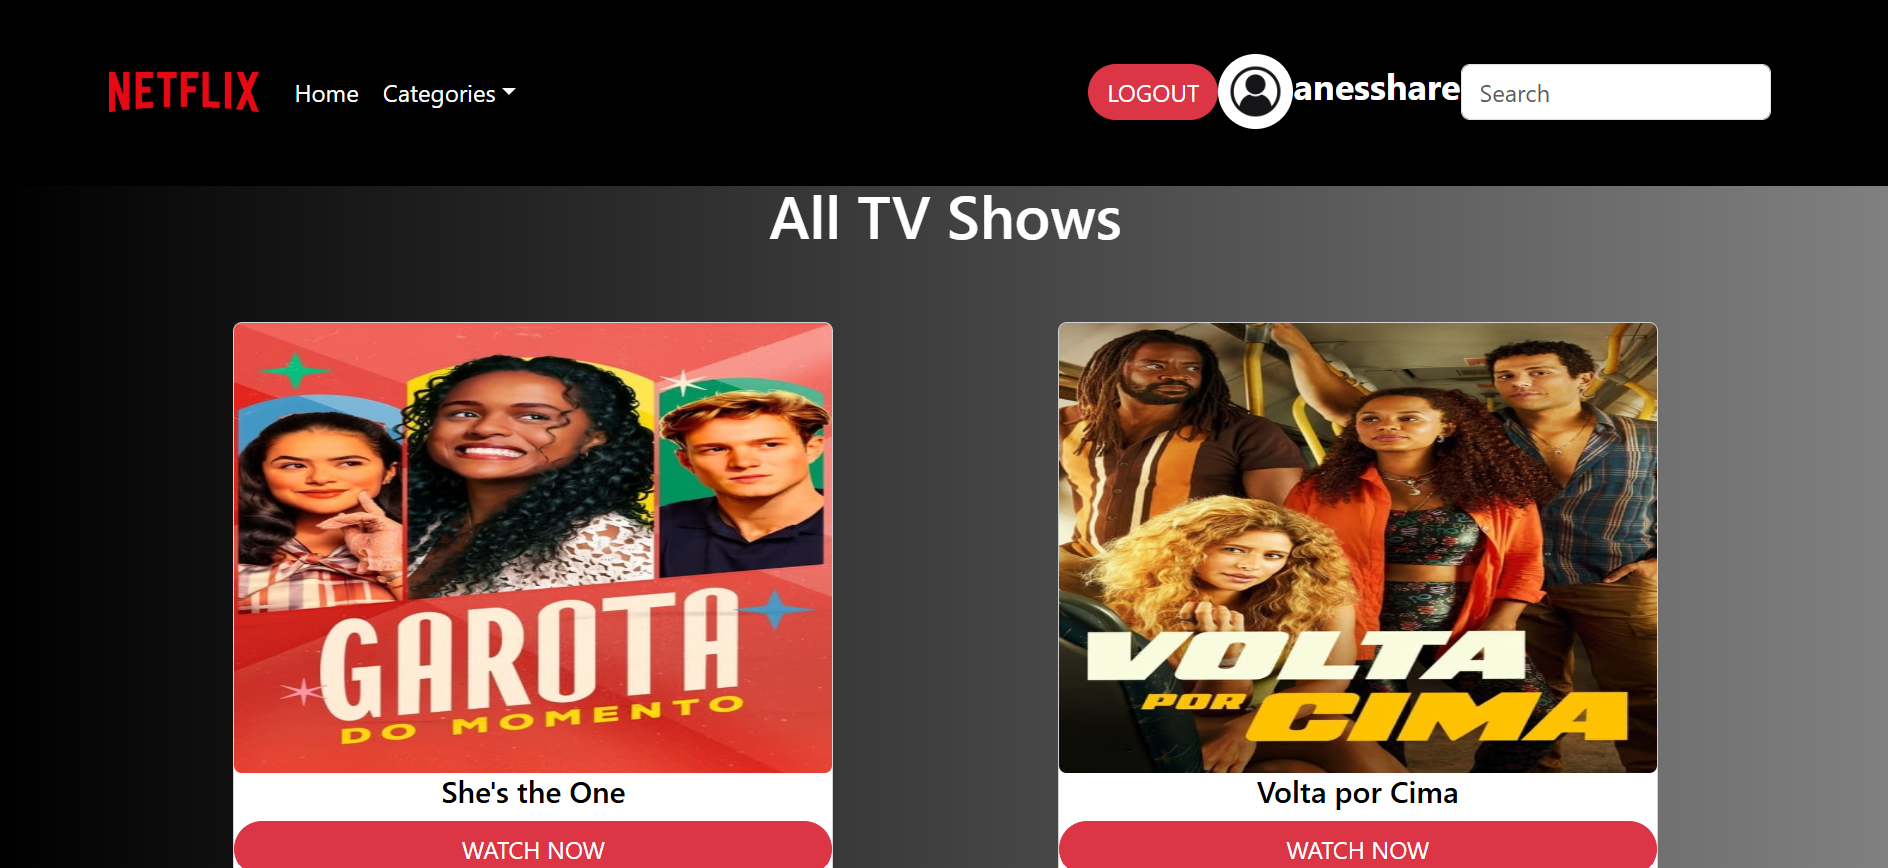 NETFLIX
Home
Categories
LOGOUT
anesshare
Search
All TV Shows
GAROTA
DO MOMENTO
She's the One
WATCH NOW
VOLTA
POR CIMA
Volta por Cima
WATCH NOW